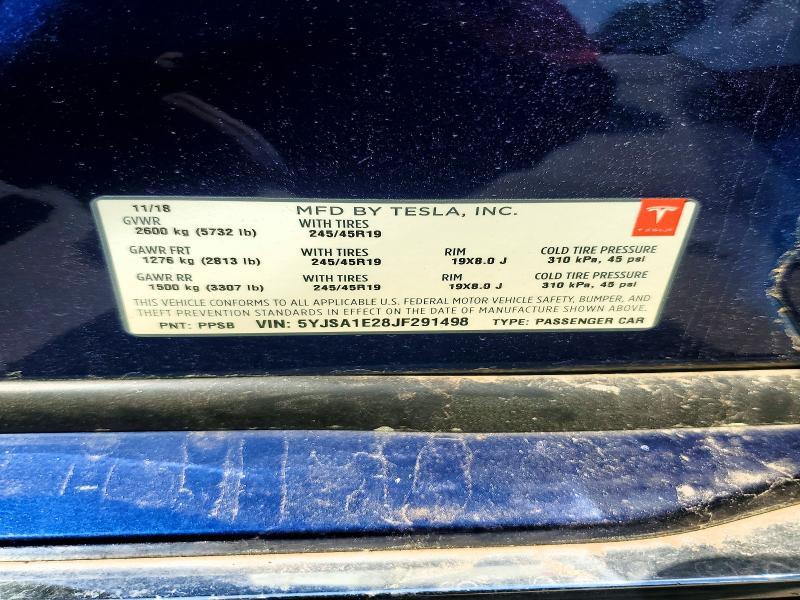 11/18 MFD BY TESLA, INC.
GVWR WITH TIRES
2600 kg (5732 lb) 245/45R19
TESLA
GAWR FRT WITH TIRES RIM COLD TIRE PRESSURE
1276 kg (2813 lb) 245/45R19 19X8.0 J 310 kPa, 45 psi
GAWR RR WITH TIRES RIM COLD TIRE PRESSURE
1500 kg (3307 lb) 245/45R19 19X8.0 J 310 kPa, 45 psi
THIS VEHICLE CONFORMS TO ALL APPLICABLE U.S. FEDERAL MOTOR VEHICLE SAFETY, BUMPER, AND
THEFT PREVENTION STANDARDS IN EFFECT ON THE DATE OF MANUFACTURE SHOWN ABOVE.
PNT: PPSB VIN: 5YJSA1E28JF291498 TYPE: PASSENGER CAR